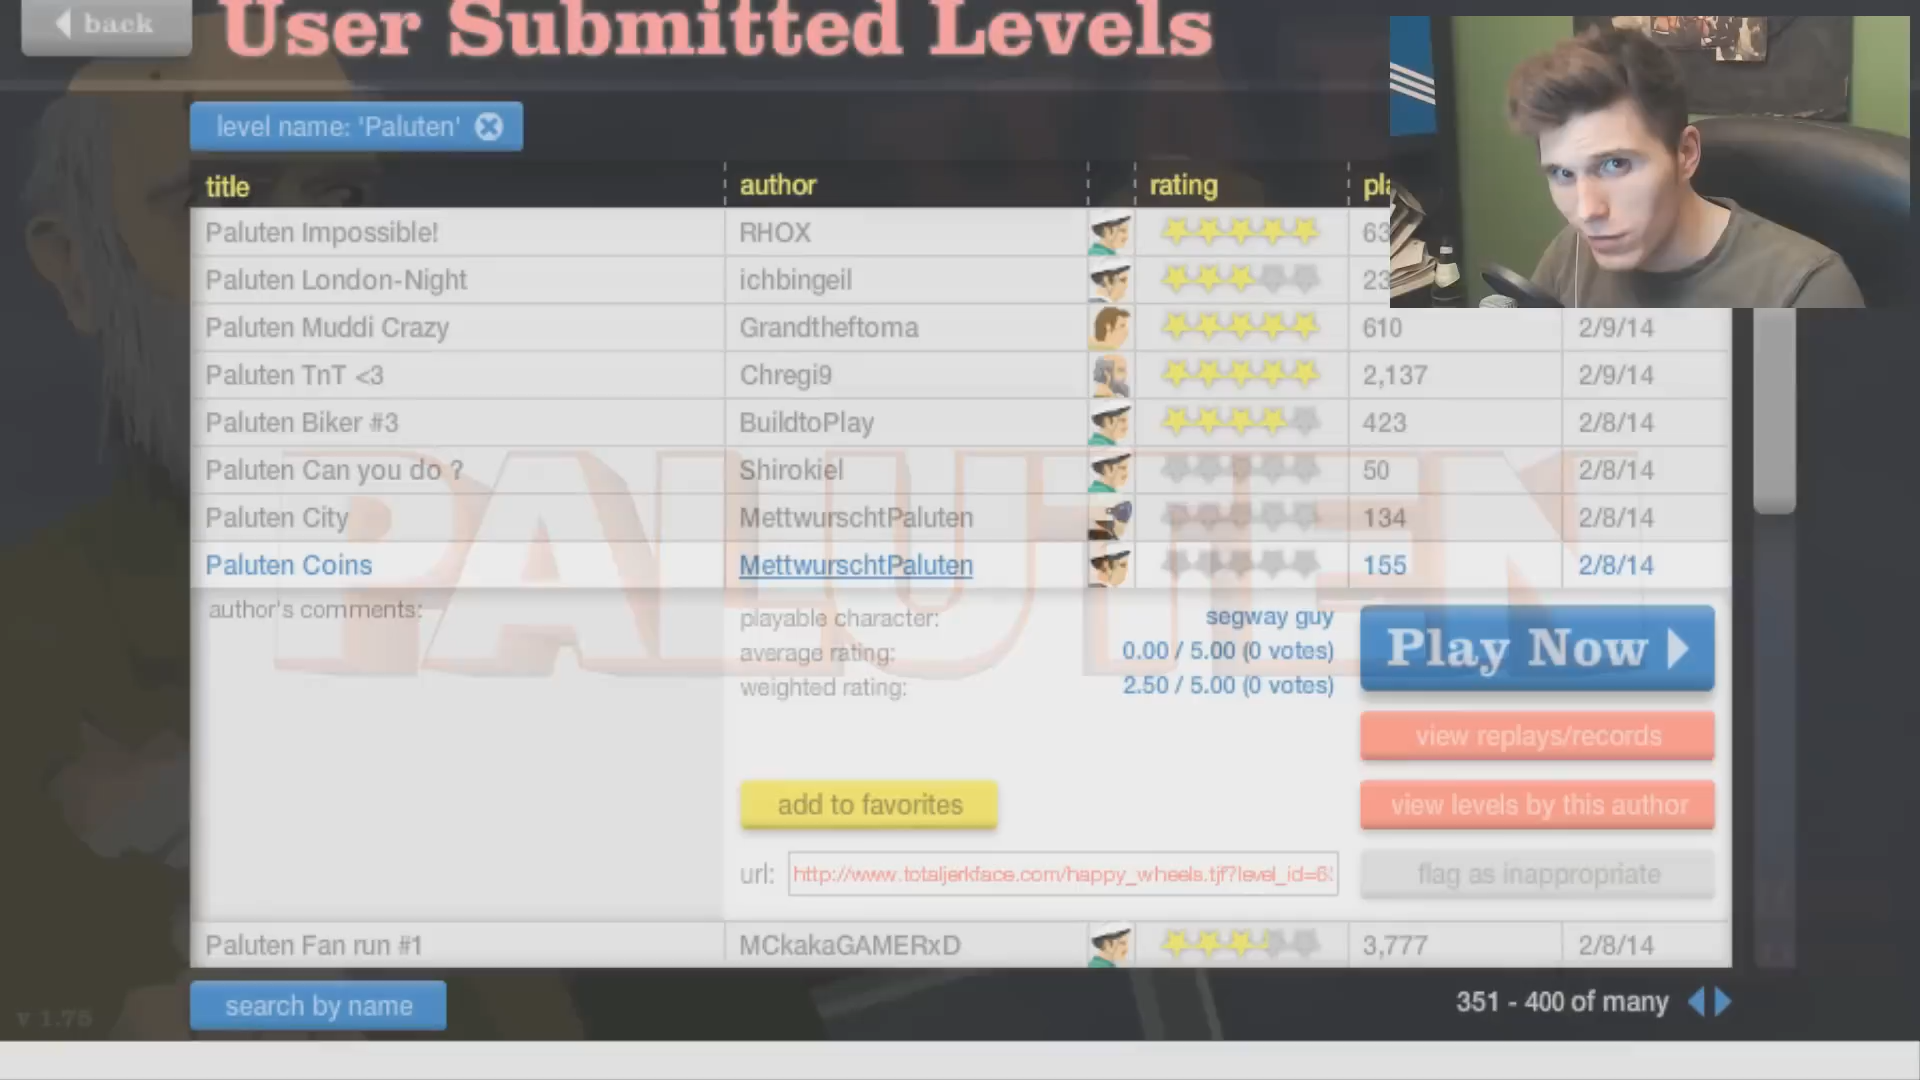 back
User Submitted Levels
level name: 'Paluten'
title author rating
Paluten Impossible! RHOX 63
Paluten London-Night ichbingeil 23
Paluten Muddi Crazy Grandtheftoma 610 2/9/14
Paluten TnT <3 Chregi9 2,137 2/9/14
Paluten Biker #3 BuildtoPlay 423 2/8/14
Paluten Can you do ? Shirokiel 50 2/8/14
PALUTEN
Paluten City MettwurschtPaluten 134 2/8/14
Paluten Coins MettwurschtPaluten 155 2/8/14
author's comments:
playable character: segway guy
average rating: 0.00 / 5.00 (0 votes)
weighted rating: 2.50 / 5.00 (0 votes)
Play Now
view replays/records
add to favorites
view levels by this author
url: http://www.totaljerkface.com/happy_wheels.tjf?level_id=6
flag as inappropriate
Paluten Fan run #1 MCkakaGAMERxD 3,777 2/8/14
search by name
351 - 400 of many
v 1.75